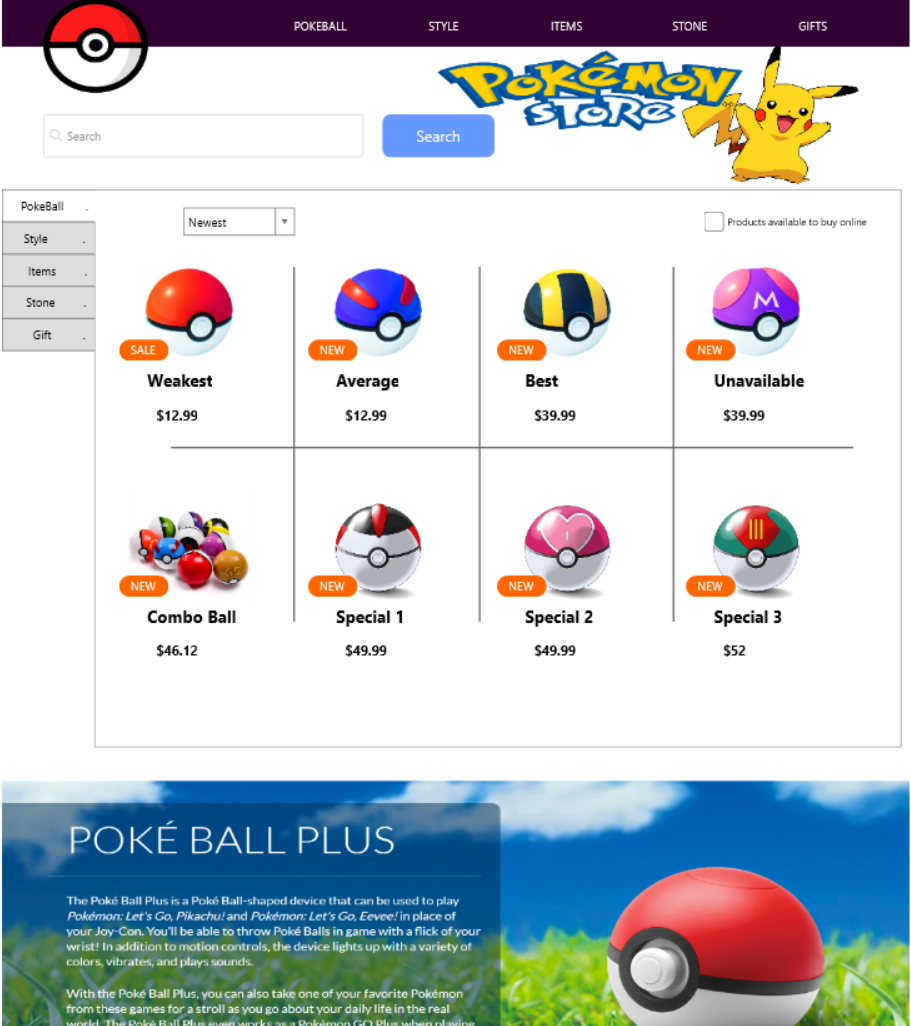 POKEBALL STYLE ITEMS STONE GIFTS
POKéMON
STORE
Search Search
PokeBall .
Style .
Items .
Stone .
Gift .
Newest Products available to buy online
SALE NEW NEW NEW
Weakest Average Best Unavailable
$12.99 $12.99 $39.99 $39.99
NEW NEW NEW NEW
Combo Ball Special 1 Special 2 Special 3
$46.12 $49.99 $49.99 $52
POKÉ BALL PLUS
The Poké Ball Plus is a Poké Ball-shaped device that can be used to play
Pokémon: Let's Go, Pikachu! and Pokémon: Let's Go, Eevee! in place of
your Joy-Con. You'll be able to throw Poké Balls in game with a flick of your
wrist! In addition to motion controls, the device lights up with a variety of
colors, vibrates, and plays sounds.
With the Poké Ball Plus, you can also take one of your favorite Pokémon
from these games for a stroll as you go about your daily life in the real
world. The Poké Ball Plus even works as a Pokémon GO Plus when playing